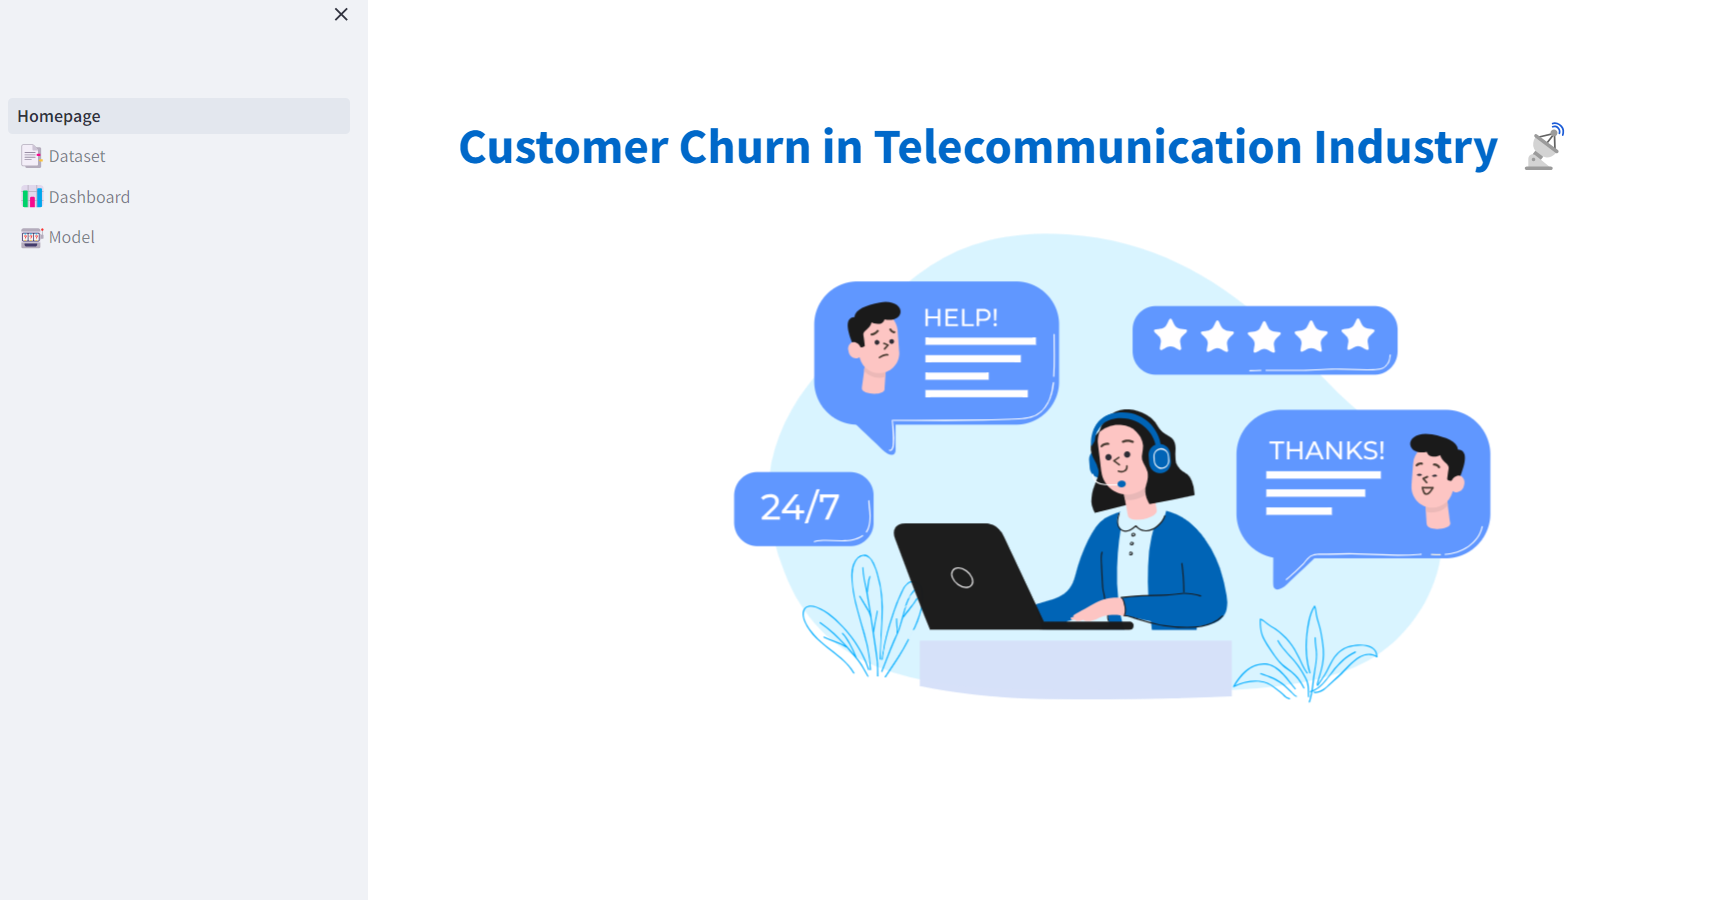 Homepage
Dataset
Dashboard
Model
Customer Churn in Telecommunication Industry
HELP!
24/7
THANKS!